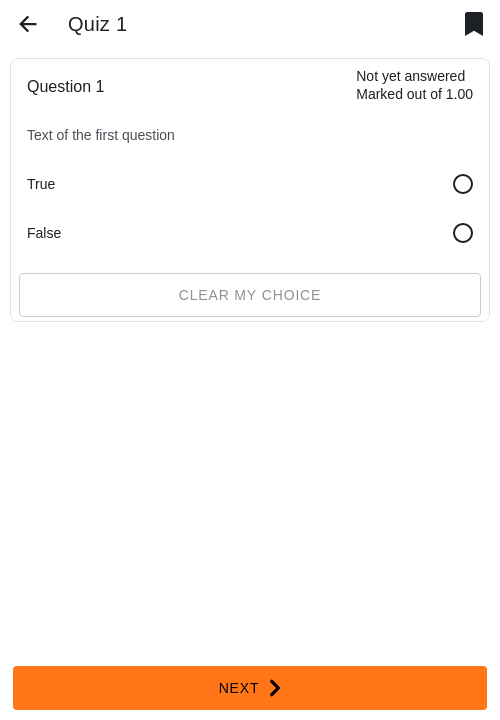 Quiz 1
Question 1
Not yet answered
Marked out of 1.00
Text of the first question
True
False
CLEAR MY CHOICE
NEXT